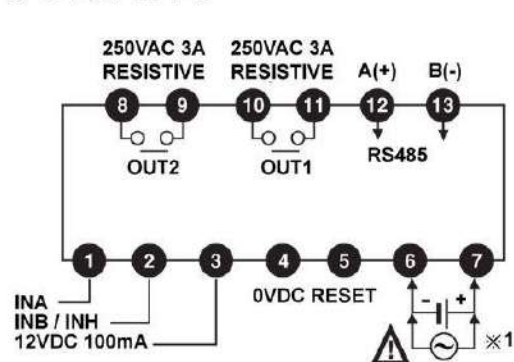 250VAC 3A 250VAC 3A
RESISTIVE RESISTIVE A(+) B(-)
8 9 10 11 12 13
OUT2 OUT1 RS485
1 2 3 4 5 6 7
INA 0VDC RESET - +
INB / INH
12VDC 100mA ※1